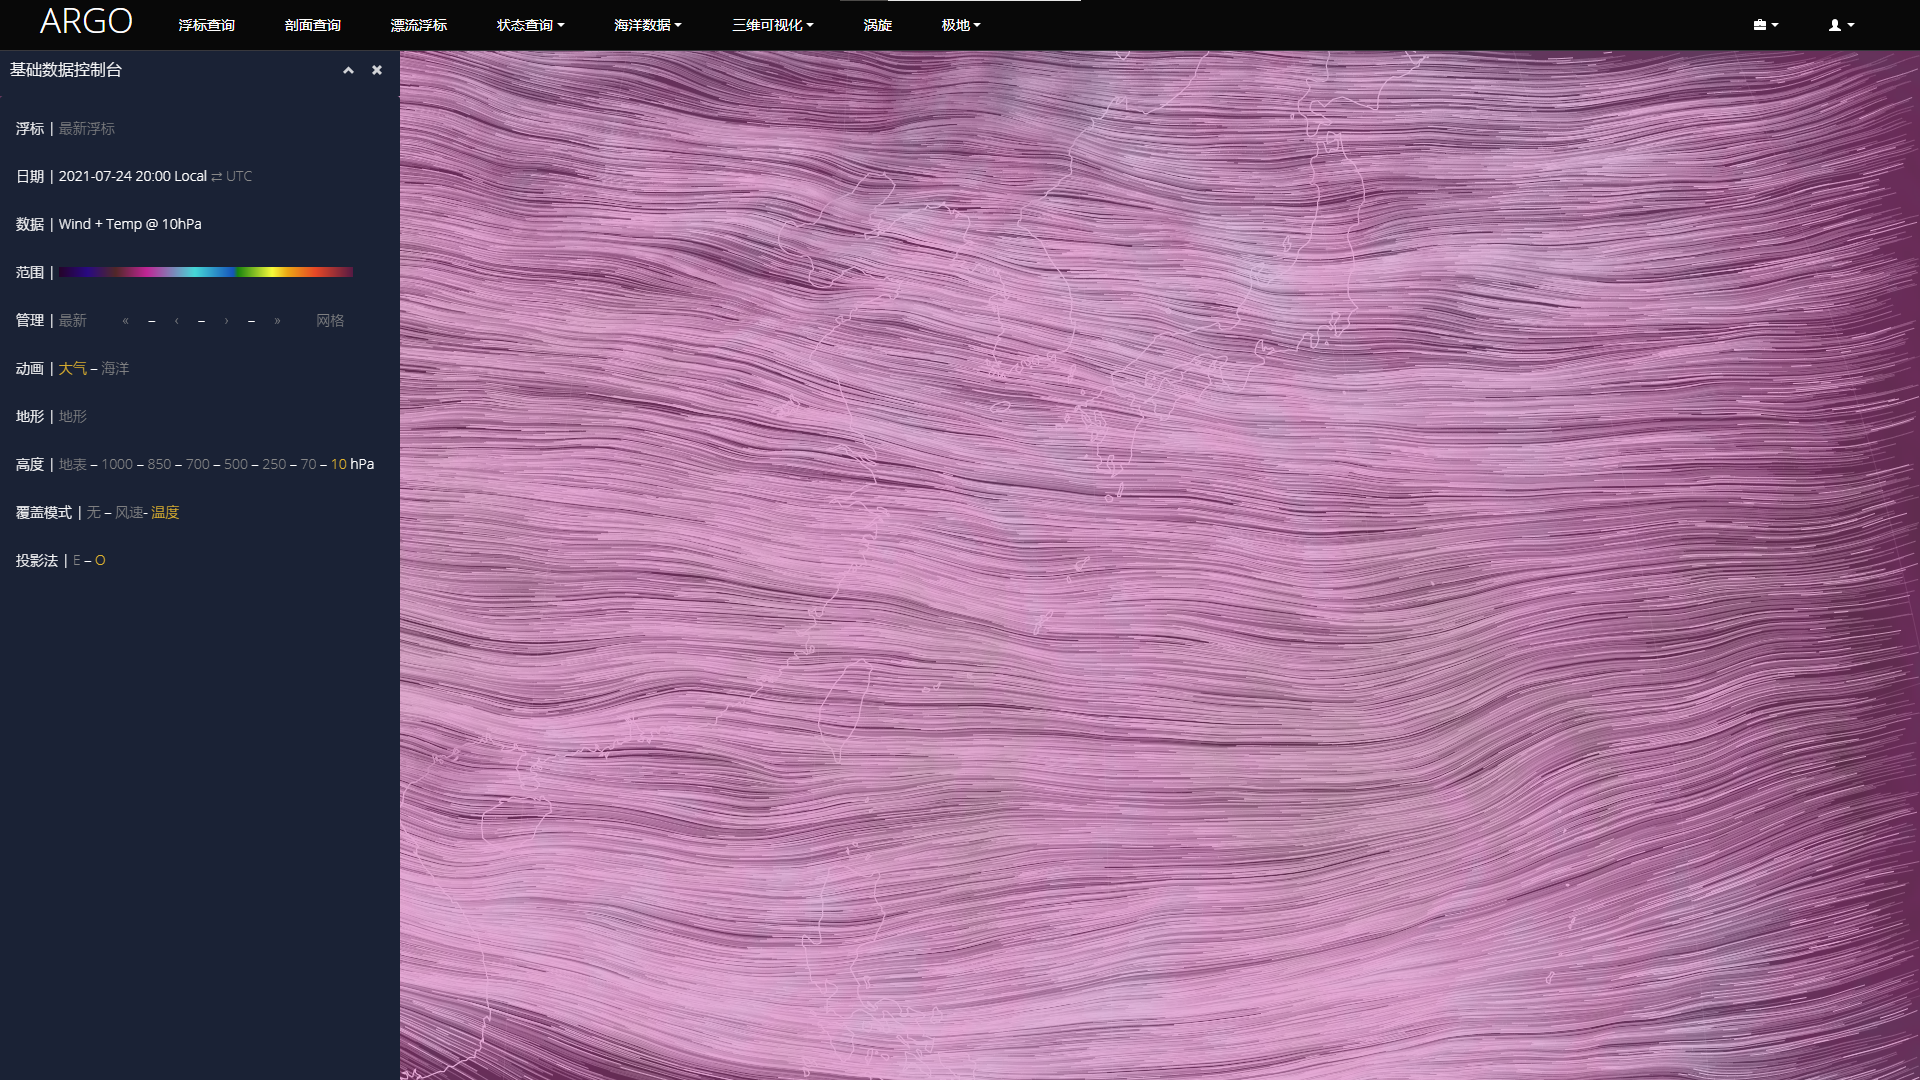 ARGO 浮标查询 剖面查询 漂流浮标 状态查询 海洋数据 三维可视化 涡旋 极地
基础数据控制台
浮标 | 最新浮标
日期 | 2021-07-24 20:00 Local ⇄ UTC
数据 | Wind + Temp @ 10hPa
范围 |
管理 | 最新 « – ‹ – › – » 网格
动画 | 大气 – 海洋
地形 | 地形
高度 | 地表 – 1000 – 850 – 700 – 500 – 250 – 70 – 10 hPa
覆盖模式 | 无 – 风速- 温度
投影法 | E – O